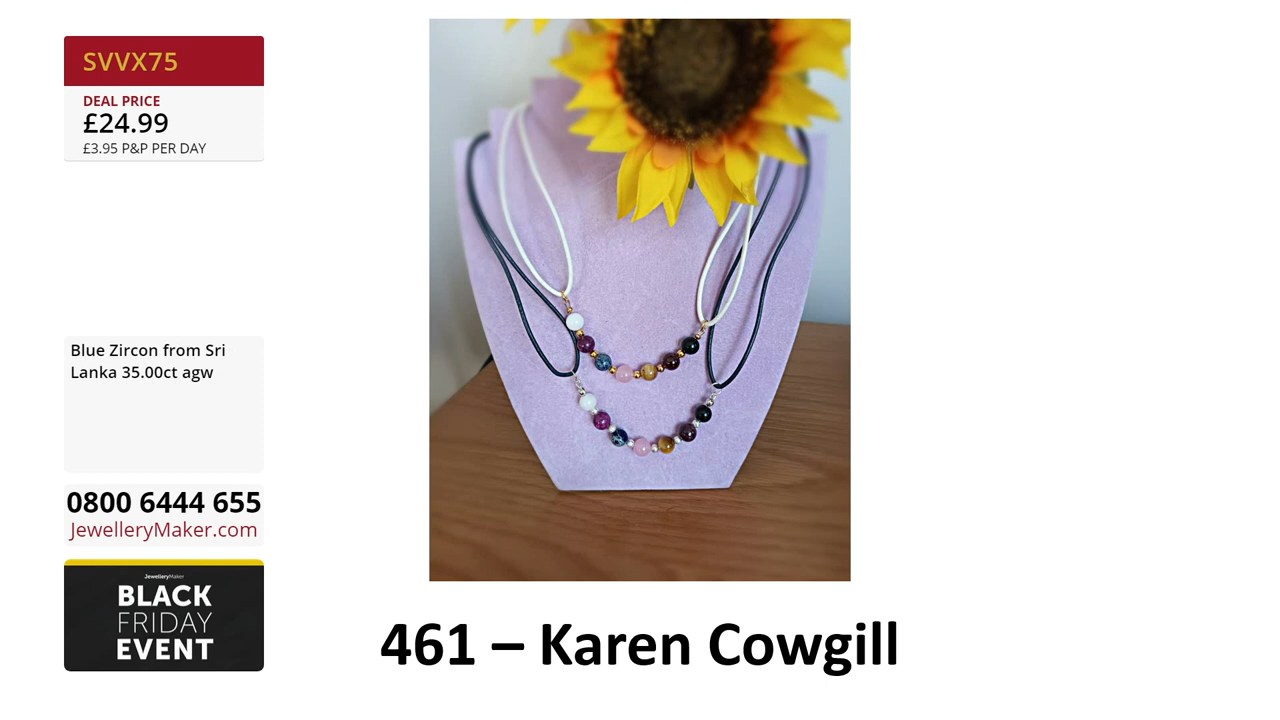 SVVX75
DEAL PRICE
£24.99
£3.95 P&P PER DAY
Blue Zircon from Sri
Lanka 35.00ct agw
0800 6444 655
JewelleryMaker.com
JewelleryMaker
BLACK
FRIDAY
EVENT
461 – Karen Cowgill